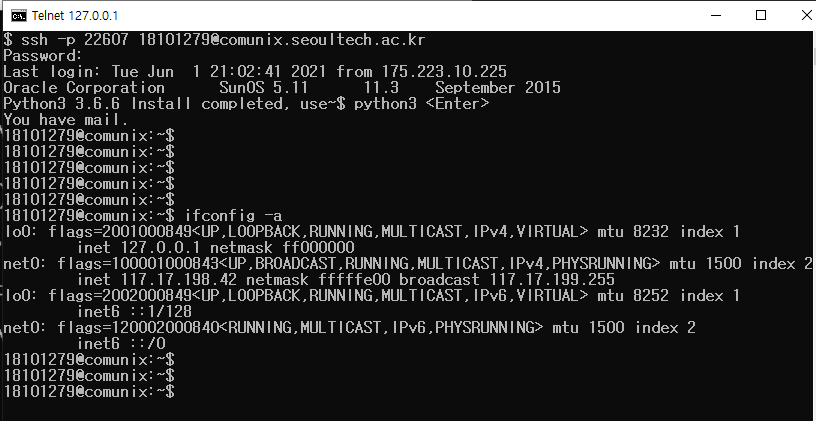 Telnet 127.0.0.1
$ ssh -p 22607 18101279@comunix.seoultech.ac.kr
Password:
Last login: Tue Jun  1 21:02:41 2021 from 175.223.10.225
Oracle Corporation      SunOS 5.11      11.3    September 2015
Python3 3.6.6 Install completed, use~$ python3 <Enter>
You have mail.
18101279@comunix:~$
18101279@comunix:~$
18101279@comunix:~$
18101279@comunix:~$
18101279@comunix:~$
18101279@comunix:~$ ifconfig -a
lo0: flags=2001000849<UP,LOOPBACK,RUNNING,MULTICAST,IPv4,VIRTUAL> mtu 8232 index 1
        inet 127.0.0.1 netmask ff000000
net0: flags=100001000843<UP,BROADCAST,RUNNING,MULTICAST,IPv4,PHYSRUNNING> mtu 1500 index 2
        inet 117.17.198.42 netmask fffffe00 broadcast 117.17.199.255
lo0: flags=2002000849<UP,LOOPBACK,RUNNING,MULTICAST,IPv6,VIRTUAL> mtu 8252 index 1
        inet6 ::1/128
net0: flags=120002000840<RUNNING,MULTICAST,IPv6,PHYSRUNNING> mtu 1500 index 2
        inet6 ::/0
18101279@comunix:~$
18101279@comunix:~$
18101279@comunix:~$